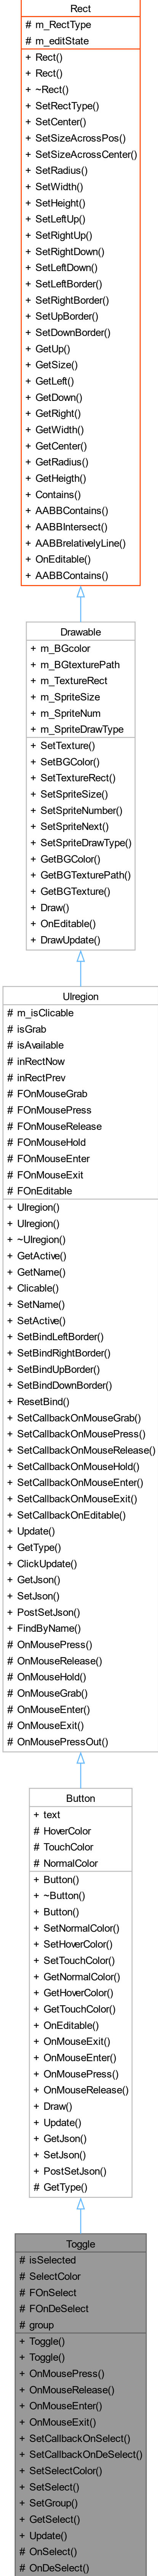 Rect
# m_RectType
# m_editState
+ Rect()
+ Rect()
+ ~Rect()
+ SetRectType()
+ SetCenter()
+ SetSizeAcrossPos()
+ SetSizeAcrossCenter()
+ SetRadius()
+ SetWidth()
+ SetHeight()
+ SetLeftUp()
+ SetRightUp()
+ SetRightDown()
+ SetLeftDown()
+ SetLeftBorder()
+ SetRightBorder()
+ SetUpBorder()
+ SetDownBorder()
+ GetUp()
+ GetSize()
+ GetLeft()
+ GetDown()
+ GetRight()
+ GetWidth()
+ GetCenter()
+ GetRadius()
+ GetHeigth()
+ Contains()
+ AABBContains()
+ AABBIntersect()
+ AABBrelativelyLine()
+ OnEditable()
+ AABBContains()
Drawable
+ m_BGcolor
+ m_BGtexturePath
+ m_TextureRect
+ m_SpriteSize
+ m_SpriteNum
+ m_SpriteDrawType
+ SetTexture()
+ SetBGColor()
+ SetTextureRect()
+ SetSpriteSize()
+ SetSpriteNumber()
+ SetSpriteNext()
+ SetSpriteDrawType()
+ GetBGColor()
+ GetBGTexturePath()
+ GetBGTexture()
+ Draw()
+ OnEditable()
+ DrawUpdate()
UIregion
# m_isClicable
# isGrab
# isAvailable
# inRectNow
# inRectPrev
# FOnMouseGrab
# FOnMousePress
# FOnMouseRelease
# FOnMouseHold
# FOnMouseEnter
# FOnMouseExit
# FOnEditable
+ UIregion()
+ UIregion()
+ ~UIregion()
+ GetActive()
+ GetName()
+ Clicable()
+ SetName()
+ SetActive()
+ SetBindLeftBorder()
+ SetBindRightBorder()
+ SetBindUpBorder()
+ SetBindDownBorder()
+ ResetBind()
+ SetCallbackOnMouseGrab()
+ SetCallbackOnMousePress()
+ SetCallbackOnMouseRelease()
+ SetCallbackOnMouseHold()
+ SetCallbackOnMouseEnter()
+ SetCallbackOnMouseExit()
+ SetCallbackOnEditable()
+ Update()
+ GetType()
+ ClickUpdate()
+ GetJson()
+ SetJson()
+ PostSetJson()
+ FindByName()
# OnMousePress()
# OnMouseRelease()
# OnMouseHold()
# OnMouseGrab()
# OnMouseEnter()
# OnMouseExit()
# OnMousePressOut()
Button
+ text
# HoverColor
# TouchColor
# NormalColor
+ Button()
+ ~Button()
+ Button()
+ SetNormalColor()
+ SetHoverColor()
+ SetTouchColor()
+ GetNormalColor()
+ GetHoverColor()
+ GetTouchColor()
+ OnEditable()
+ OnMouseExit()
+ OnMouseEnter()
+ OnMousePress()
+ OnMouseRelease()
+ Draw()
+ Update()
+ GetJson()
+ SetJson()
+ PostSetJson()
# GetType()
Toggle
# isSelected
# SelectColor
# FOnSelect
# FOnDeSelect
# group
+ Toggle()
+ Toggle()
+ OnMousePress()
+ OnMouseRelease()
+ OnMouseEnter()
+ OnMouseExit()
+ SetCallbackOnSelect()
+ SetCallbackOnDeSelect()
+ SetSelectColor()
+ SetSelect()
+ SetGroup()
+ GetSelect()
+ Update()
# OnSelect()
# OnDeSelect()